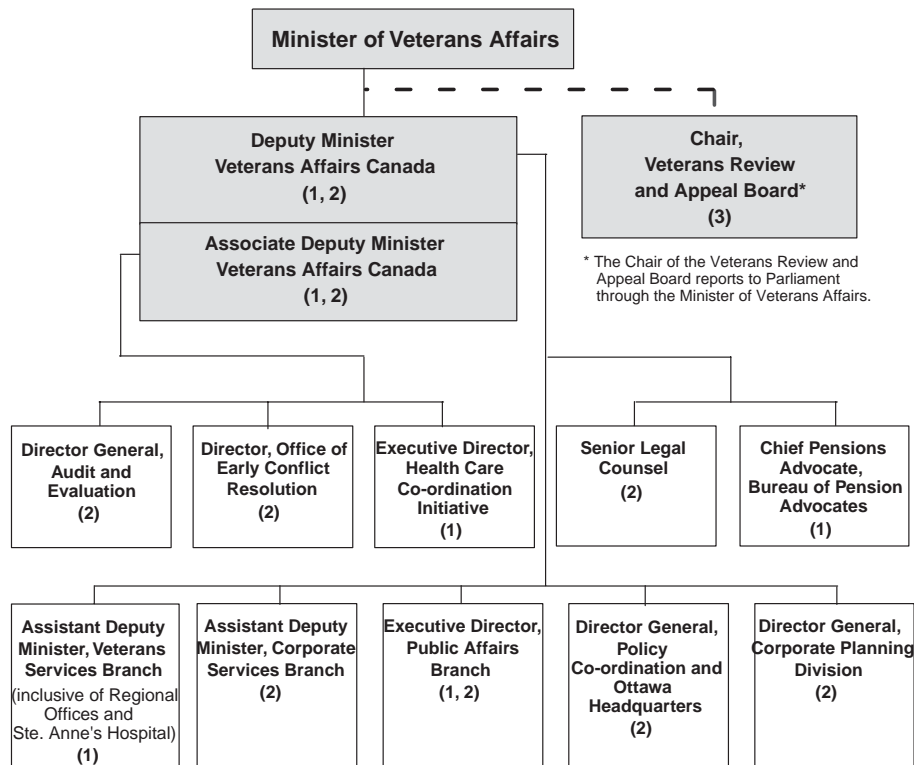 Minister of Veterans Affairs
Deputy Minister
Veterans Affairs Canada
(1, 2)
Chair,
Veterans Review
and Appeal Board*
(3)
Associate Deputy Minister
Veterans Affairs Canada
(1, 2)
* The Chair of the Veterans Review and
Appeal Board reports to Parliament
through the Minister of Veterans Affairs.
Director General,
Audit and
Evaluation
(2)
Director, Office of
Early Conflict
Resolution
(2)
Executive Director,
Health Care
Co-ordination
Initiative
(1)
Senior Legal
Counsel
(2)
Chief Pensions
Advocate,
Bureau of Pension
Advocates
(1)
Assistant Deputy
Minister, Veterans
Services Branch
(inclusive of Regional
Offices and
Ste. Anne's Hospital)
(1)
Assistant Deputy
Minister, Corporate
Services Branch
(2)
Executive Director,
Public Affairs
Branch
(1, 2)
Director General,
Policy
Co-ordination and
Ottawa
Headquarters
(2)
Director General,
Corporate Planning
Division
(2)